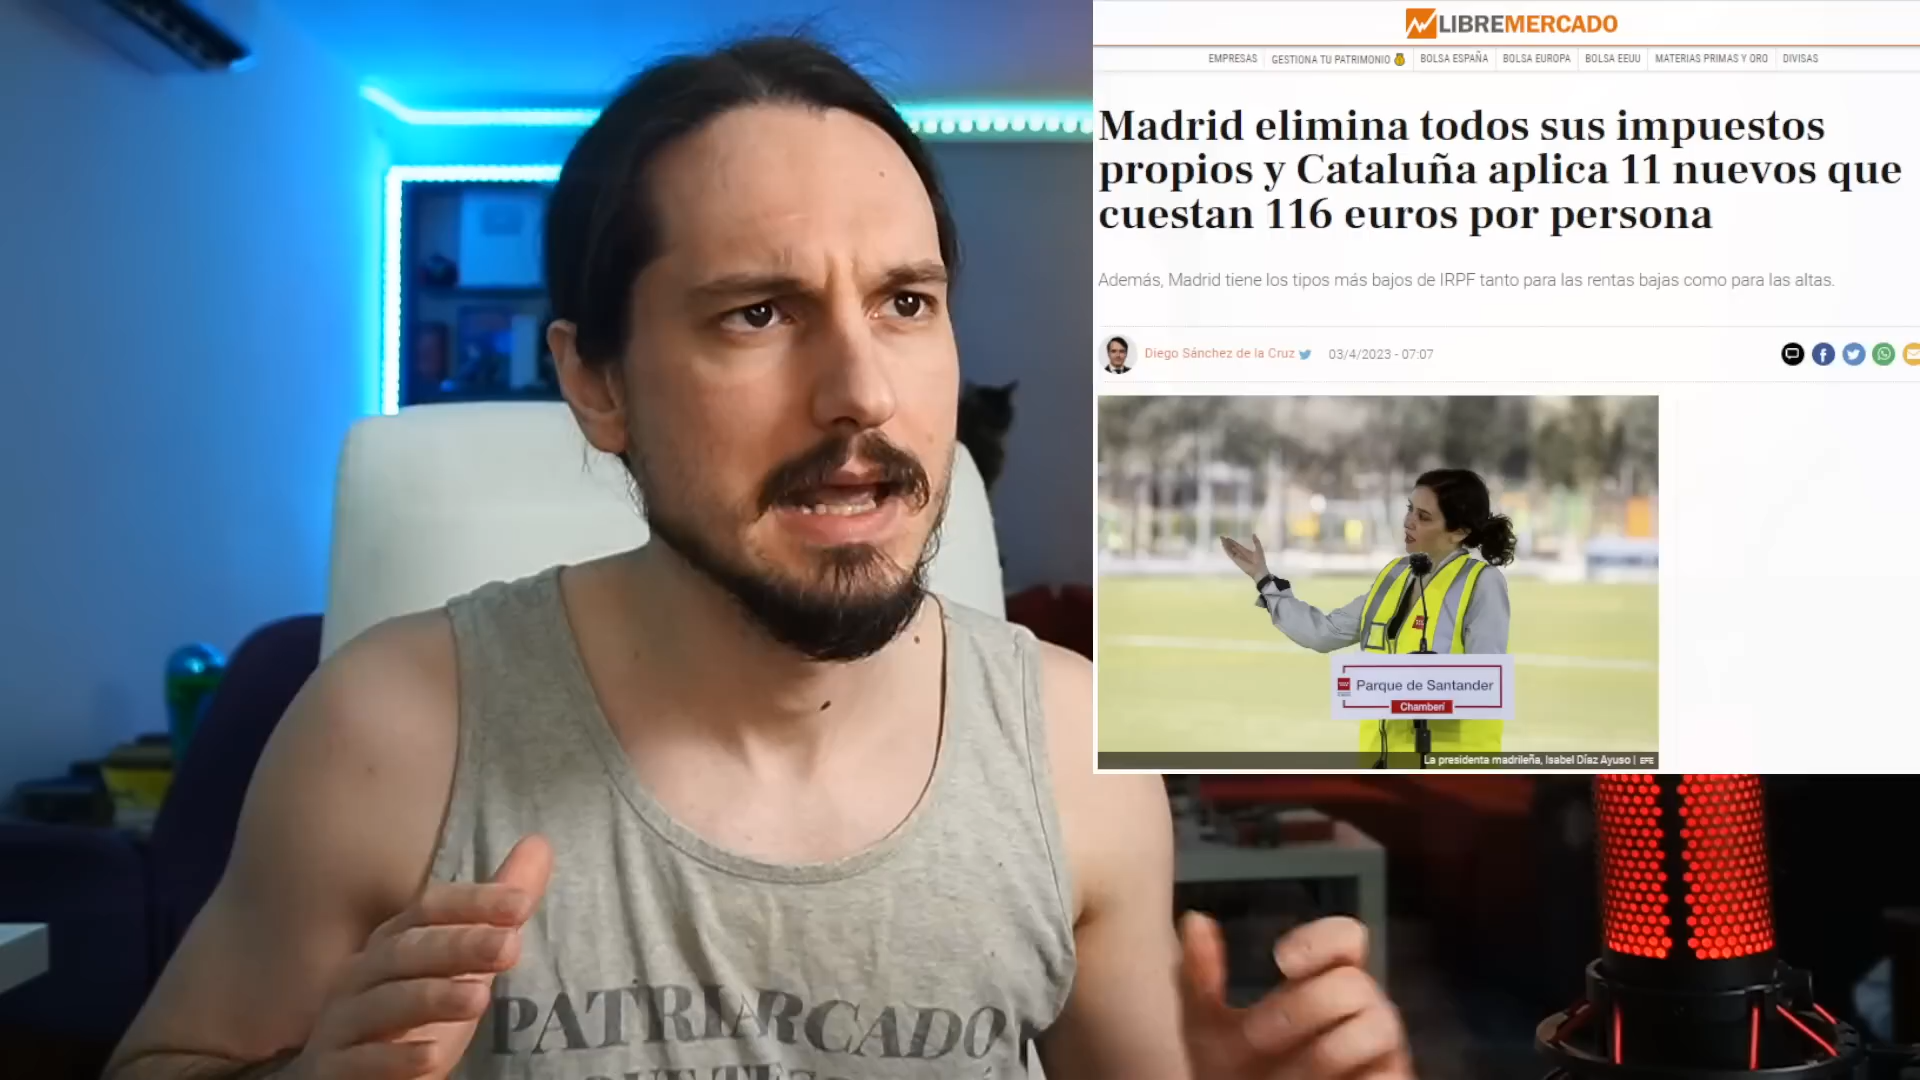 LIBREMERCADO
EMPRESAS GESTIONA TU PATRIMONIO BOLSA ESPAÑA BOLSA EUROPA BOLSA EEUU MATERIAS PRIMAS Y ORO DIVISAS
Madrid elimina todos sus impuestos
propios y Cataluña aplica 11 nuevos que
cuestan 116 euros por persona
Además, Madrid tiene los tipos más bajos de IRPF tanto para las rentas bajas como para las altas.
Diego Sánchez de la Cruz 03/4/2023 - 07:07
Parque de Santander
Chamberí
La presidenta madrileña, Isabel Díaz Ayuso | EFE
PATRIARCADO